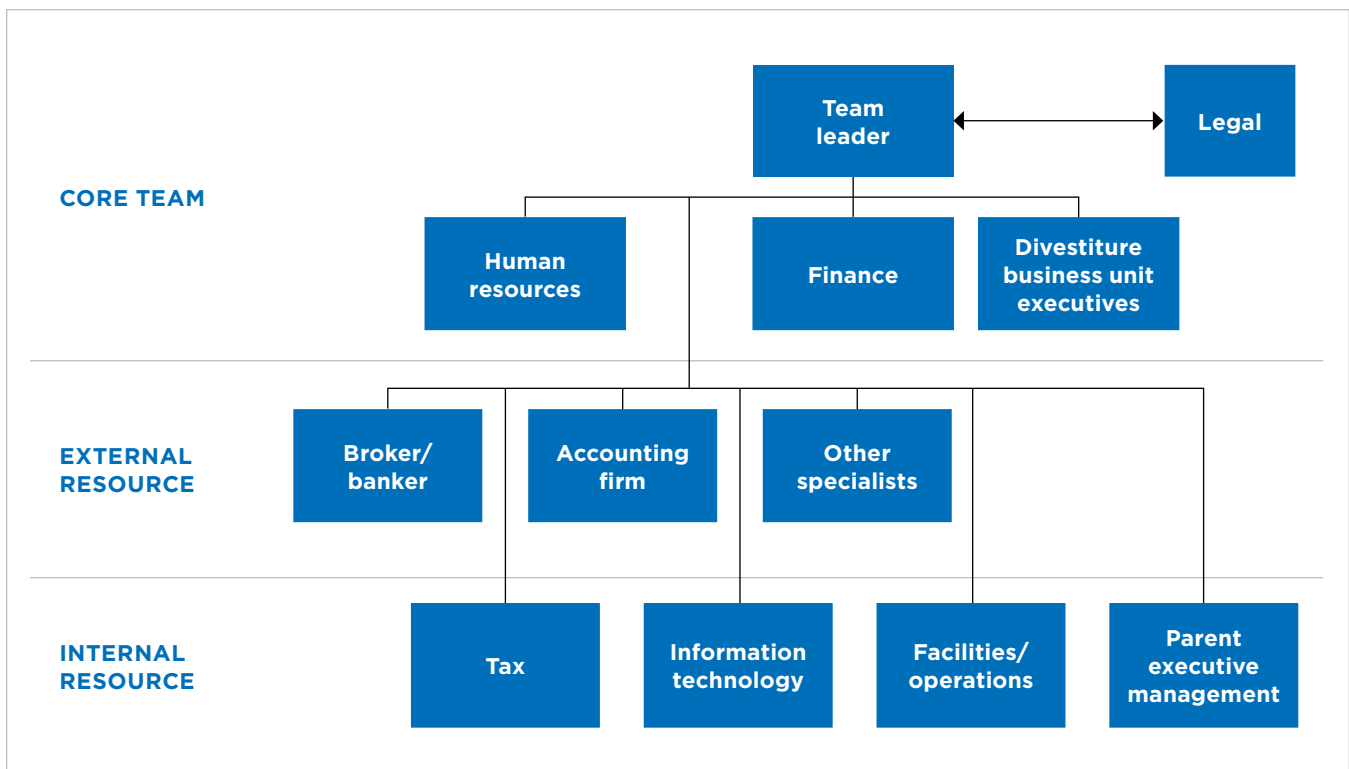 Team
leader
Legal
CORE TEAM
Human
resources
Finance
Divestiture
business unit
executives
EXTERNAL
RESOURCE
Broker/
banker
Accounting
firm
Other
specialists
INTERNAL
RESOURCE
Tax
Information
technology
Facilities/
operations
Parent
executive
management